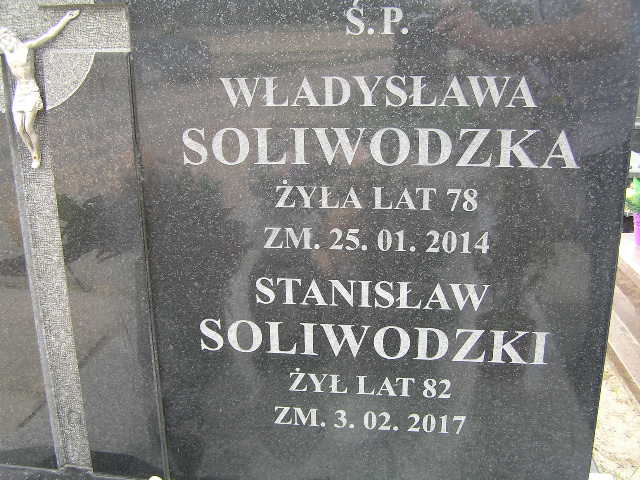 Ś.P.
WŁADYSŁAWA
SOLIWODZKA
ŻYŁA LAT 78
ZM. 25. 01. 2014
STANISŁAW
SOLIWODZKI
ŻYŁ LAT 82
ZM. 3. 02. 2017